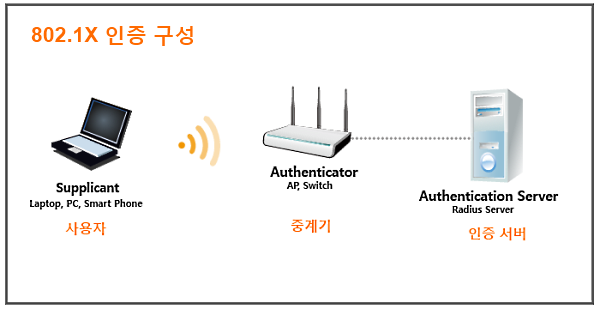 802.1X 인증 구성
Supplicant
Laptop, PC, Smart Phone
사용자
Authenticator
AP, Switch
중계기
Authentication Server
Radius Server
인증 서버